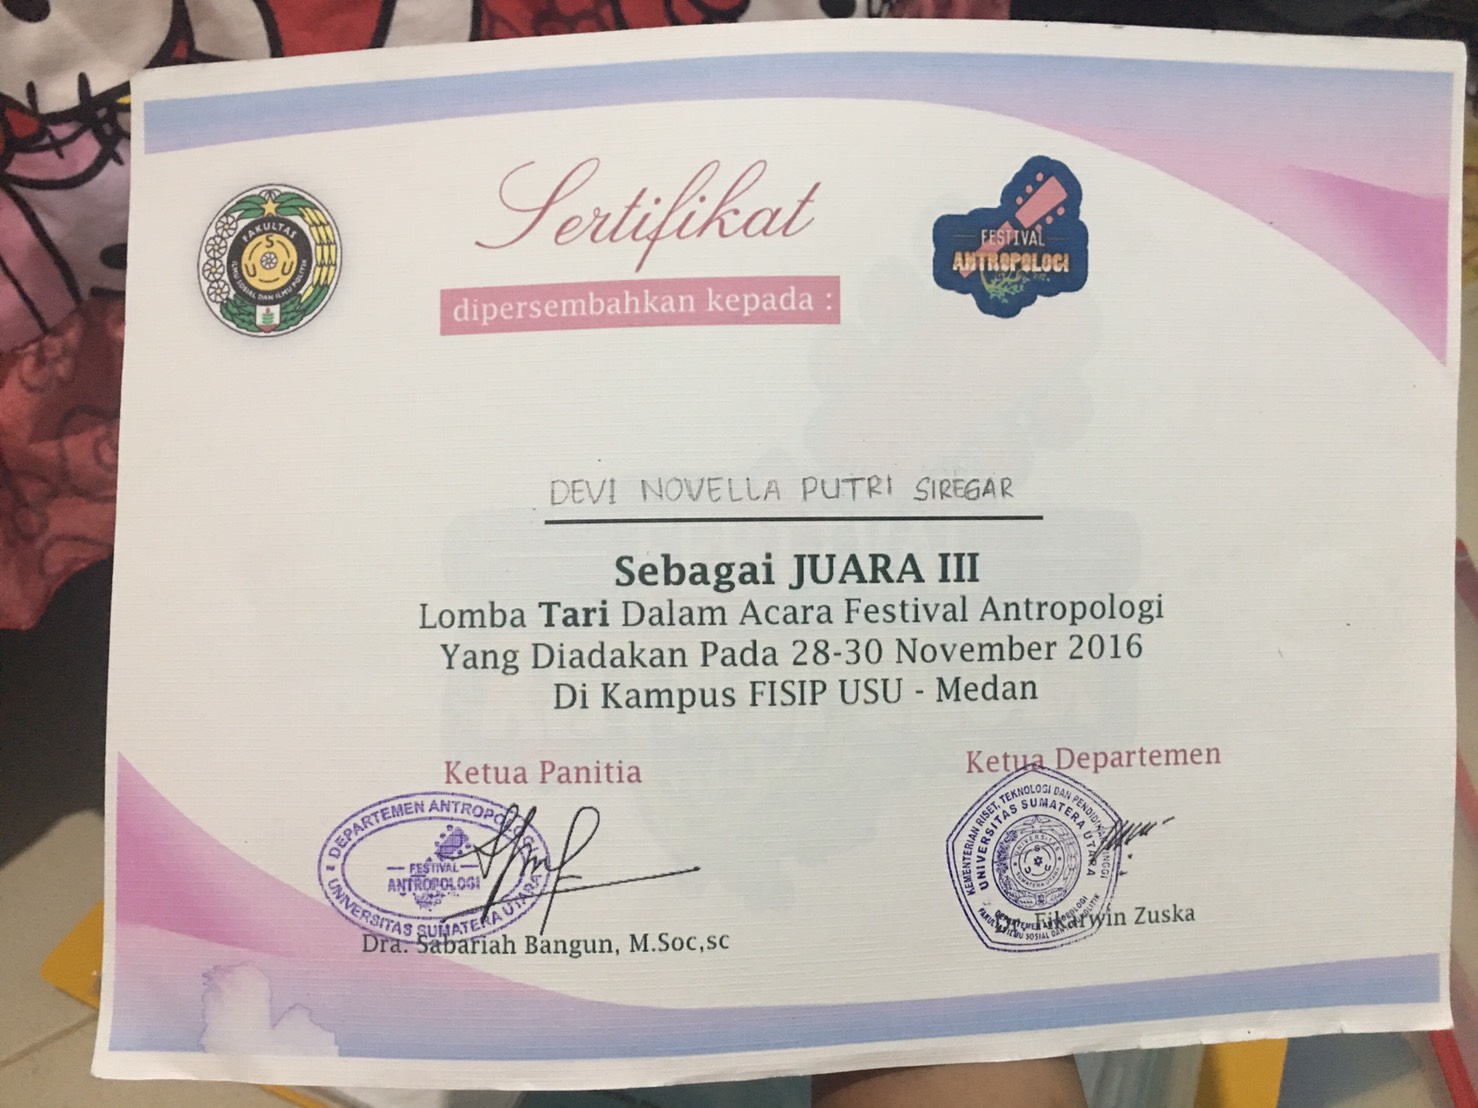 Sertifikat
dipersembahkan kepada :
FAKULTAS
ILMU SOSIAL DAN ILMU POLITIK
USU
FESTIVAL
ANTROPOLOGI
DEVI NOVELLA PUTRI SIREGAR
Sebagai JUARA III
Lomba Tari Dalam Acara Festival Antropologi
Yang Diadakan Pada 28-30 November 2016
Di Kampus FISIP USU - Medan
Ketua Panitia
DEPARTEMEN ANTROPOLOGI
FESTIVAL
ANTROPOLOGI
UNIVERSITAS SUMATERA UTARA
Dra. Sabariah Bangun, M.Soc,sc
Ketua Departemen
KEMENTERIAN RISET, TEKNOLOGI DAN PENDIDIKAN TINGGI
UNIVERSITAS SUMATERA UTARA
DEPARTEMEN ANTROPOLOGI
FAKULTAS ILMU SOSIAL DAN ILMU POLITIK
Fikarwin Zuska